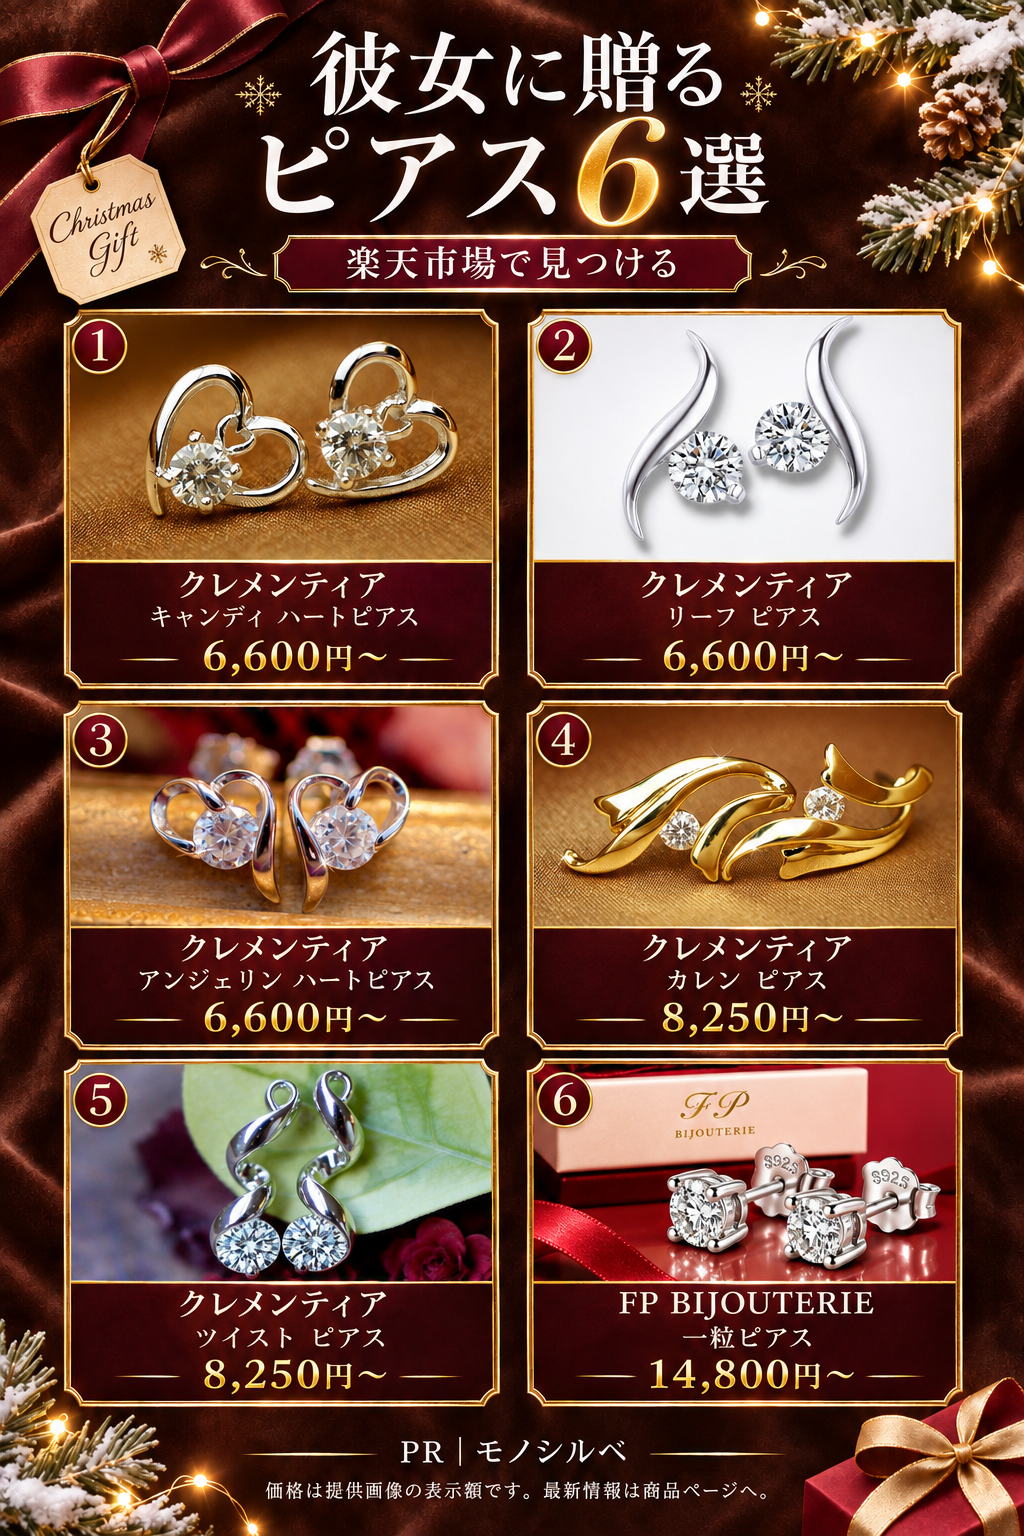 彼女に贈る
ピアス6選
Christmas
Gift
楽天市場で見つける
1
クレメンティア
キャンディ ハートピアス
6,600円～
2
クレメンティア
リーフ ピアス
6,600円～
3
クレメンティア
アンジェリン ハートピアス
6,600円～
4
クレメンティア
カレン ピアス
8,250円～
5
クレメンティア
ツイスト ピアス
8,250円～
6
FP
BIJOUTERIE
S925
S925
FP BIJOUTERIE
一粒ピアス
14,800円～
PR｜モノシルベ
価格は提供画像の表示額です。最新情報は商品ページへ。